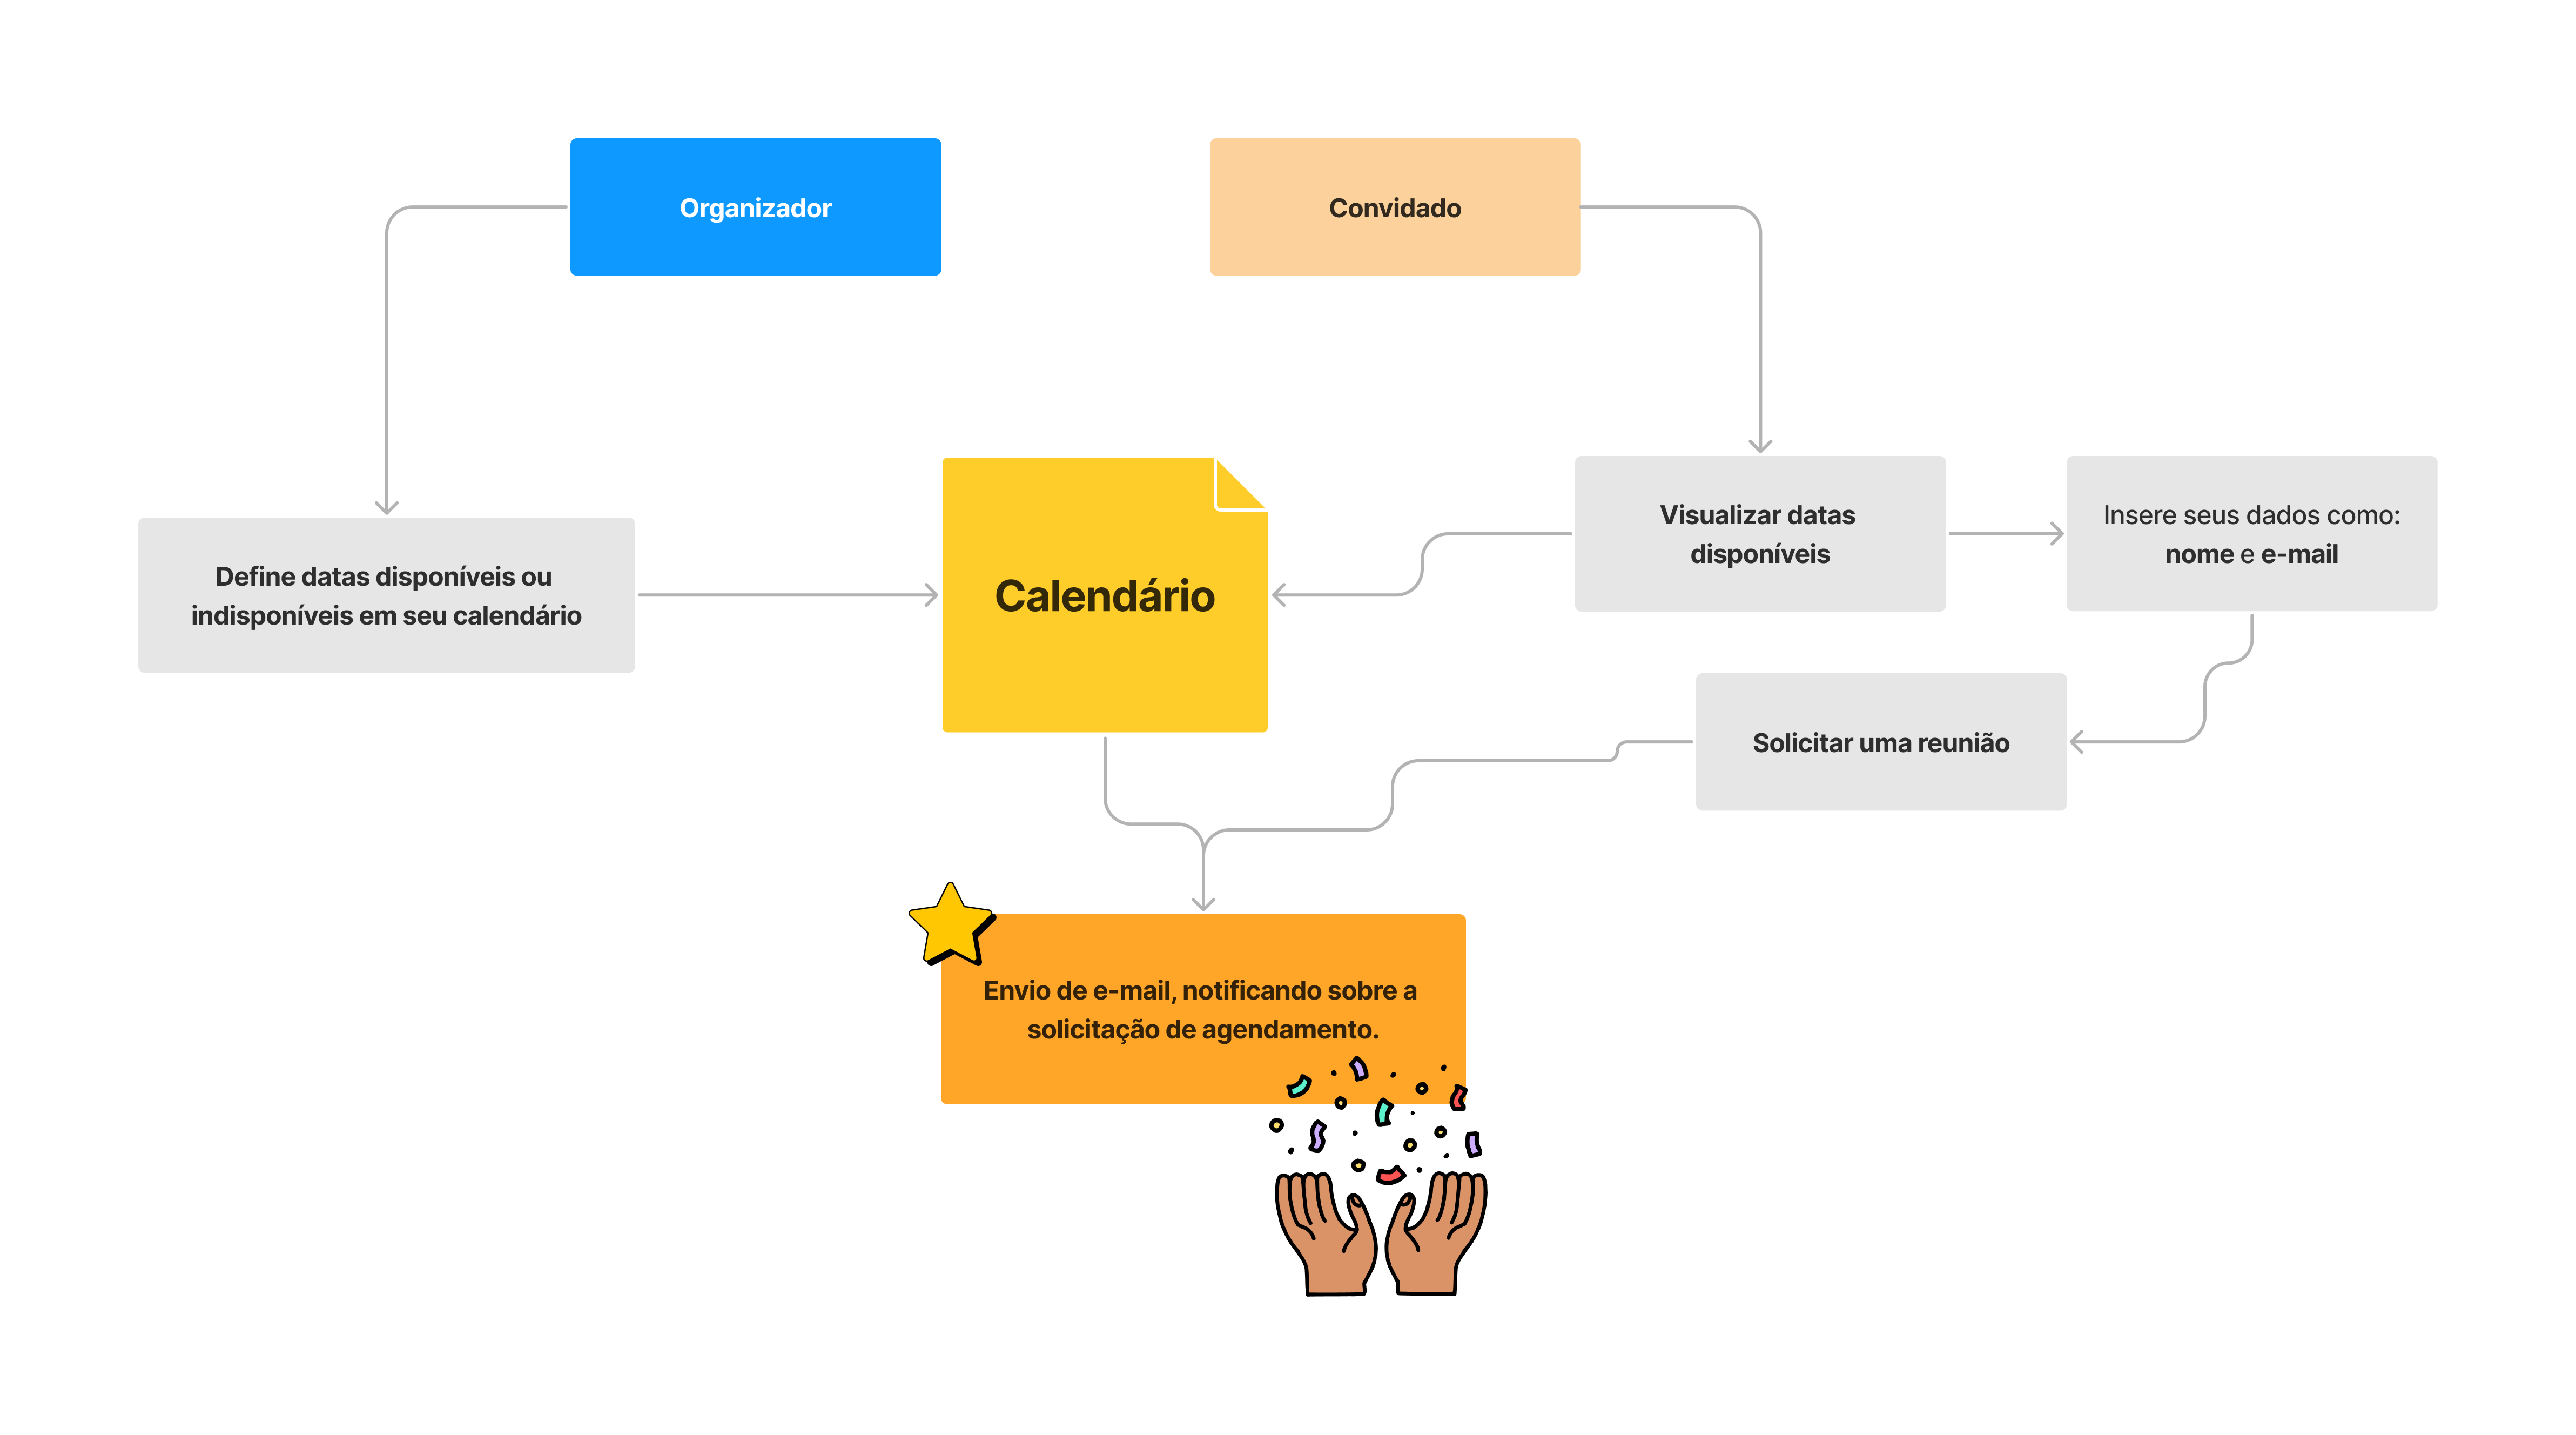 Organizador
Convidado
Define datas disponíveis ou
indisponíveis em seu calendário
Calendário
Visualizar datas
disponíveis
Insere seus dados como:
nome e e-mail
Solicitar uma reunião
Envio de e-mail, notificando sobre a
solicitação de agendamento.